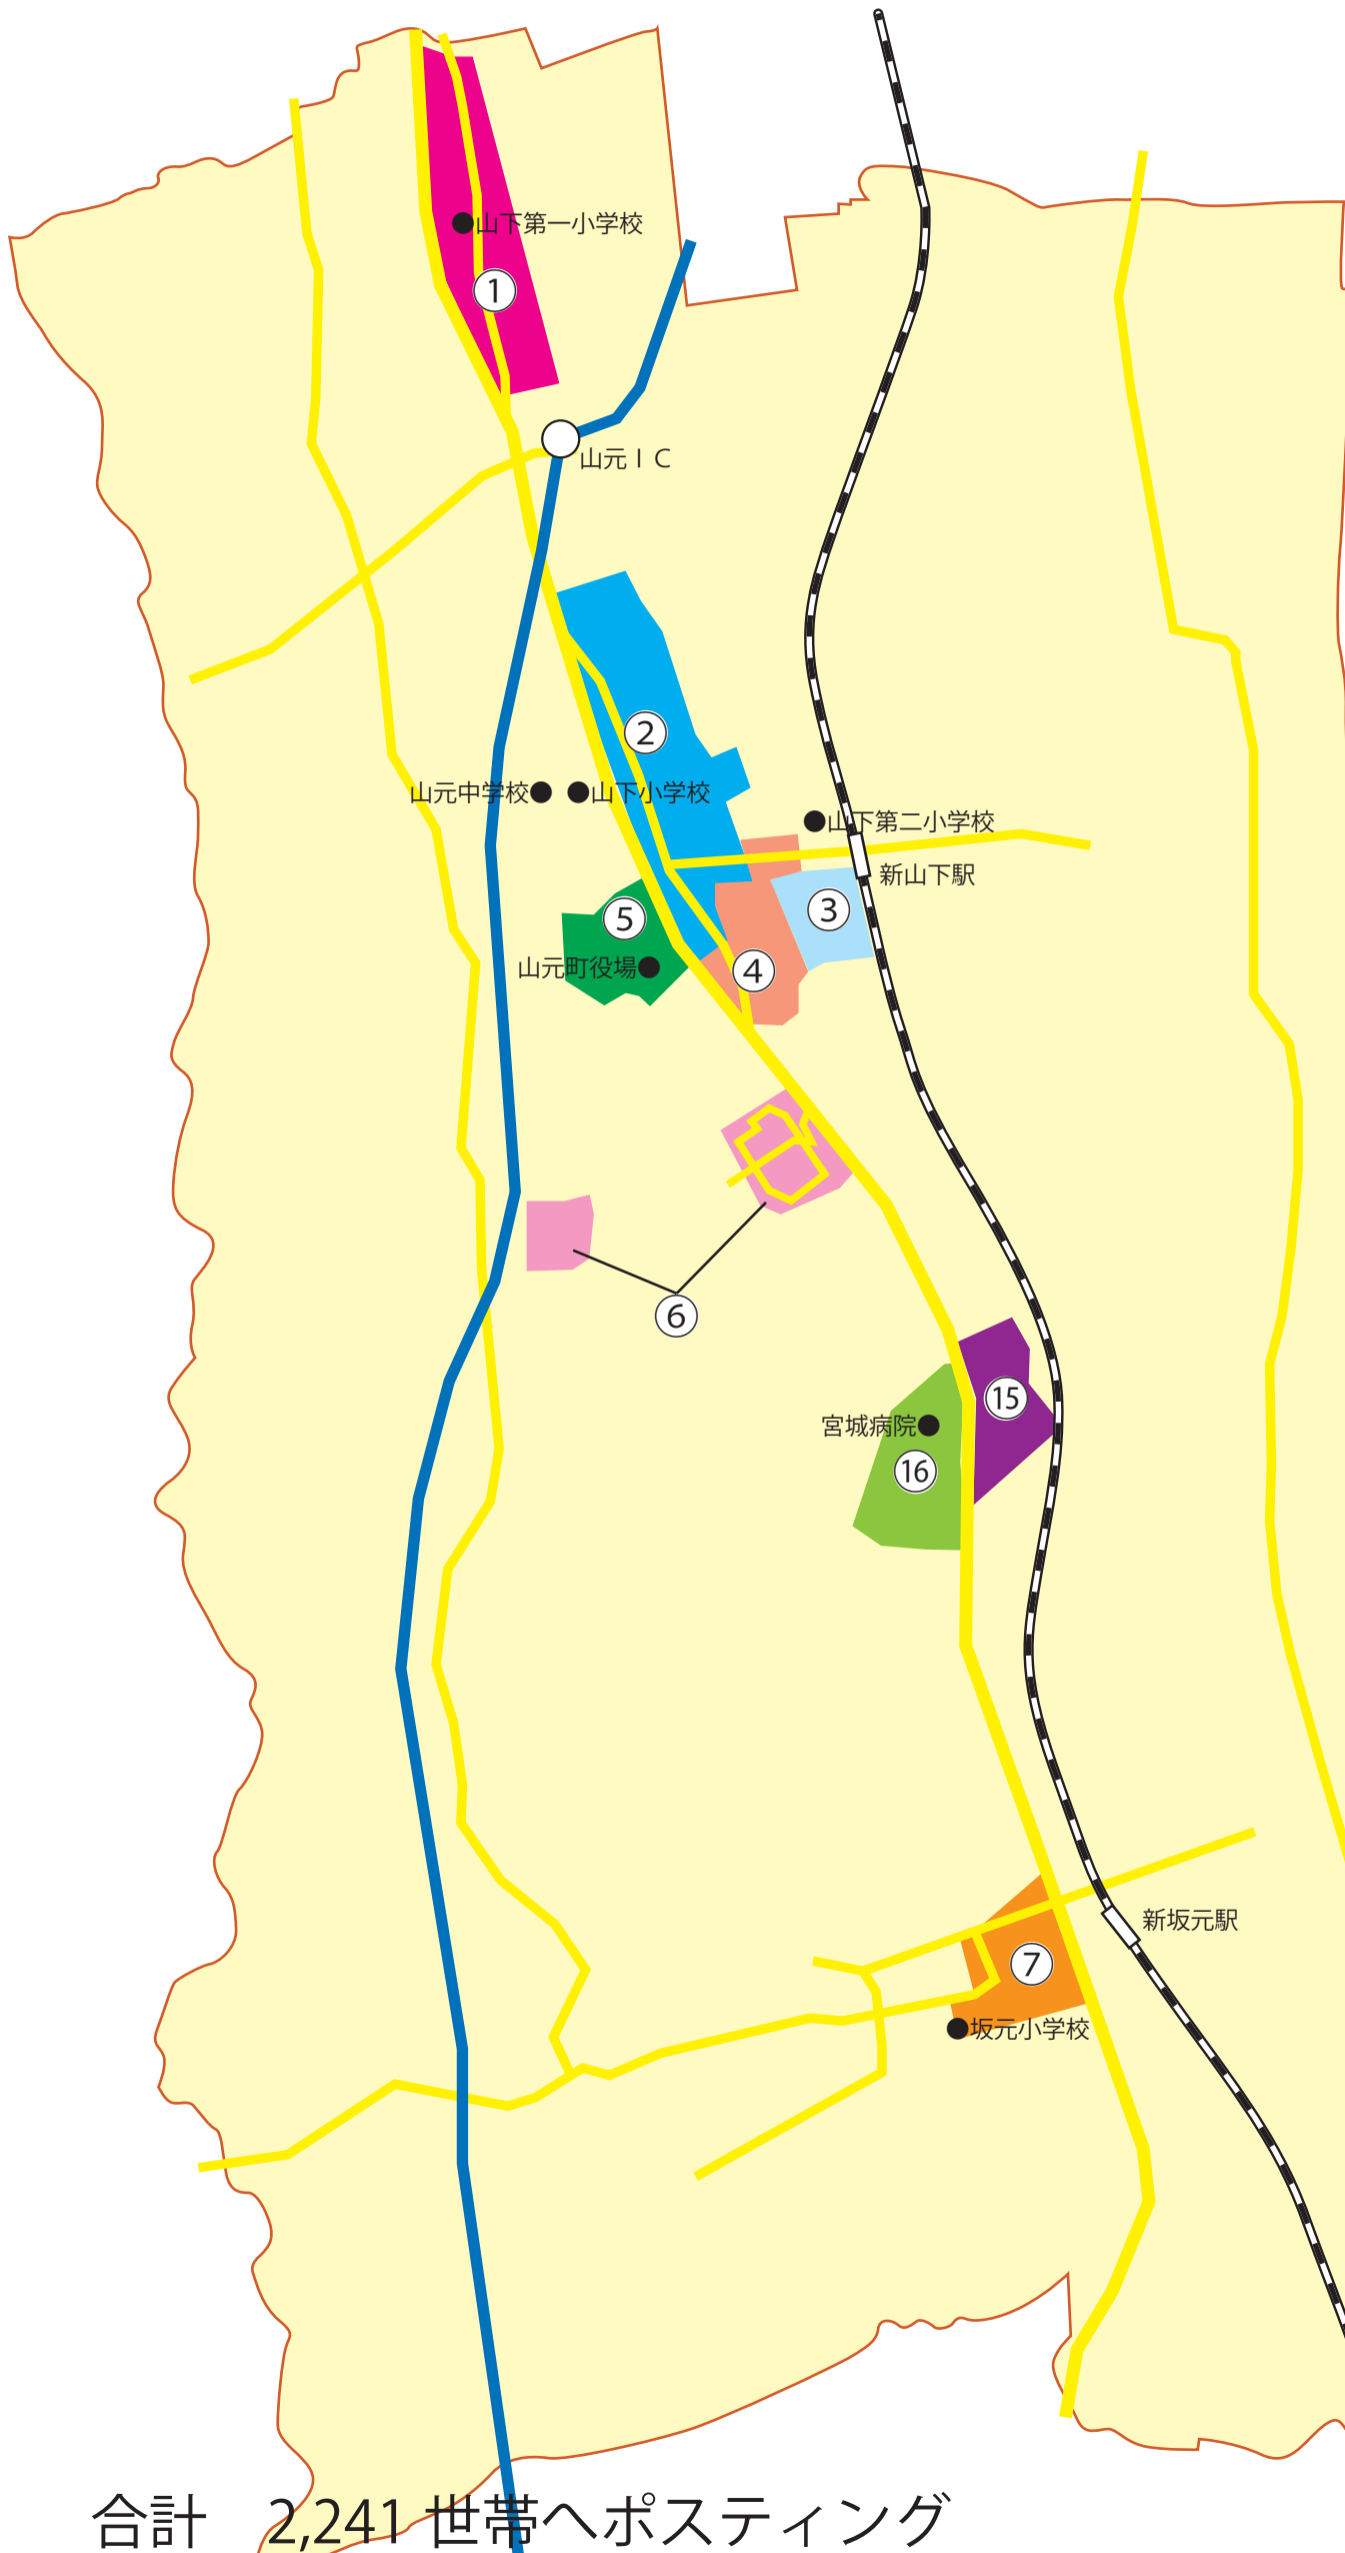 山下第一小学校
①
山元IC
②
山元中学校
山下小学校
山下第二小学校
新山下駅
③
⑤
山元町役場
④
⑥
⑮
宮城病院
⑯
新坂元駅
⑦
坂元小学校
合計 2,241 世帯へポスティング